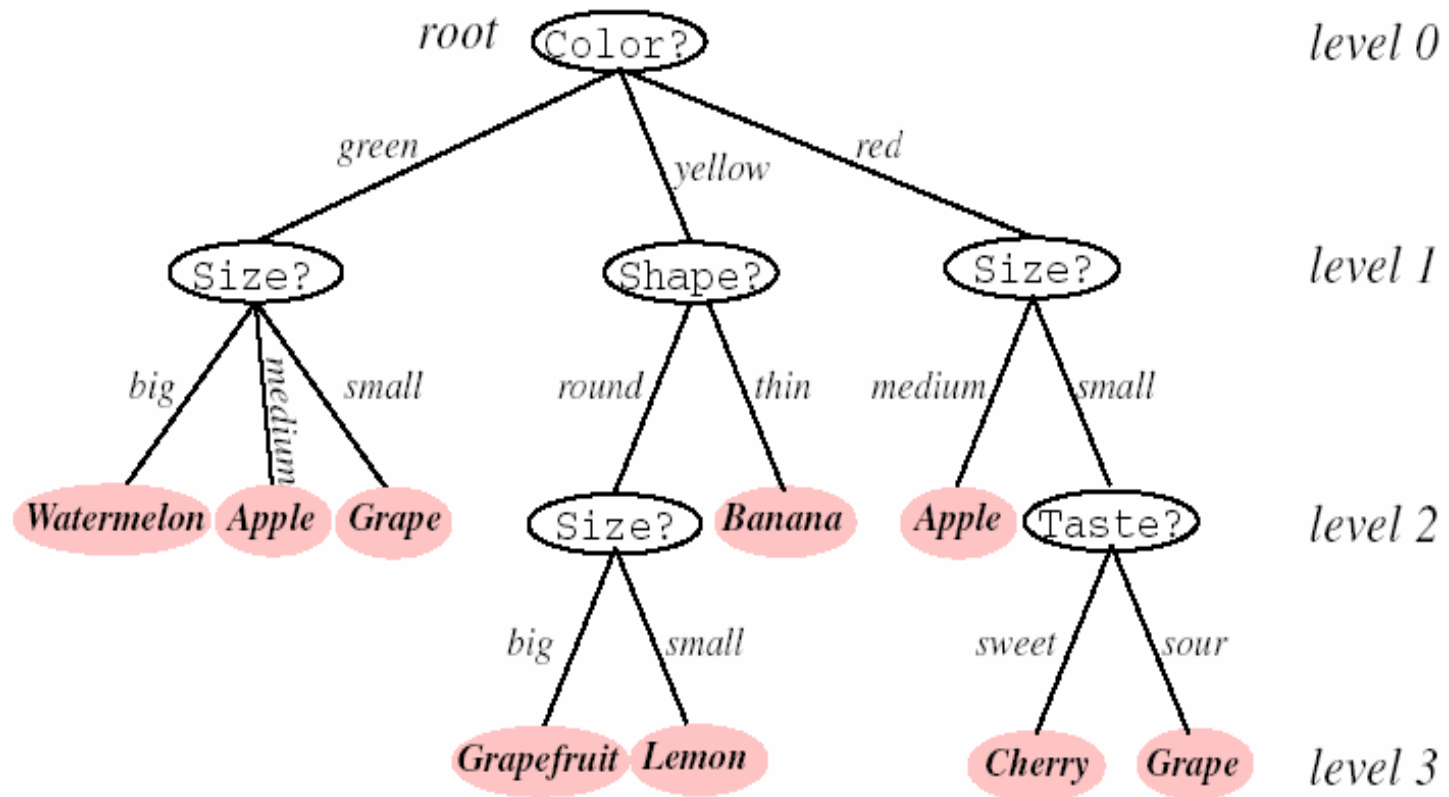 root Color? level 0
green yellow red
Size? Shape? Size? level 1
big medium small round thin medium small
Watermelon Apple Grape Size? Banana Apple Taste? level 2
big small sweet sour
Grapefruit Lemon Cherry Grape level 3